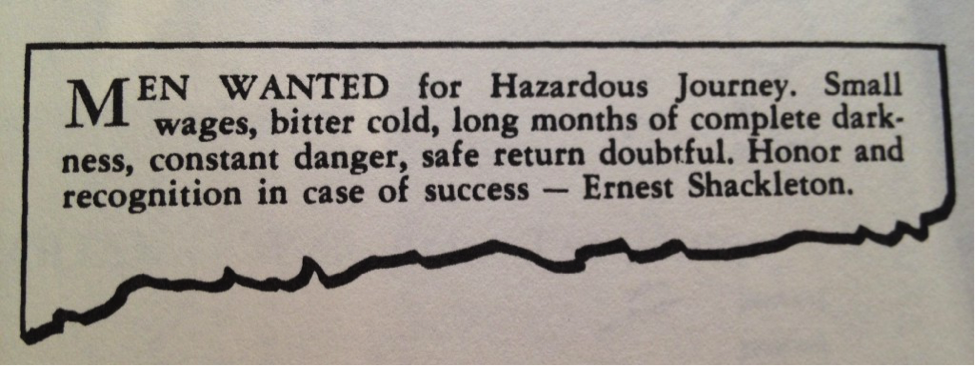 MEN WANTED for Hazardous Journey. Small
wages, bitter cold, long months of complete dark-
ness, constant danger, safe return doubtful. Honor and
recognition in case of success — Ernest Shackleton.